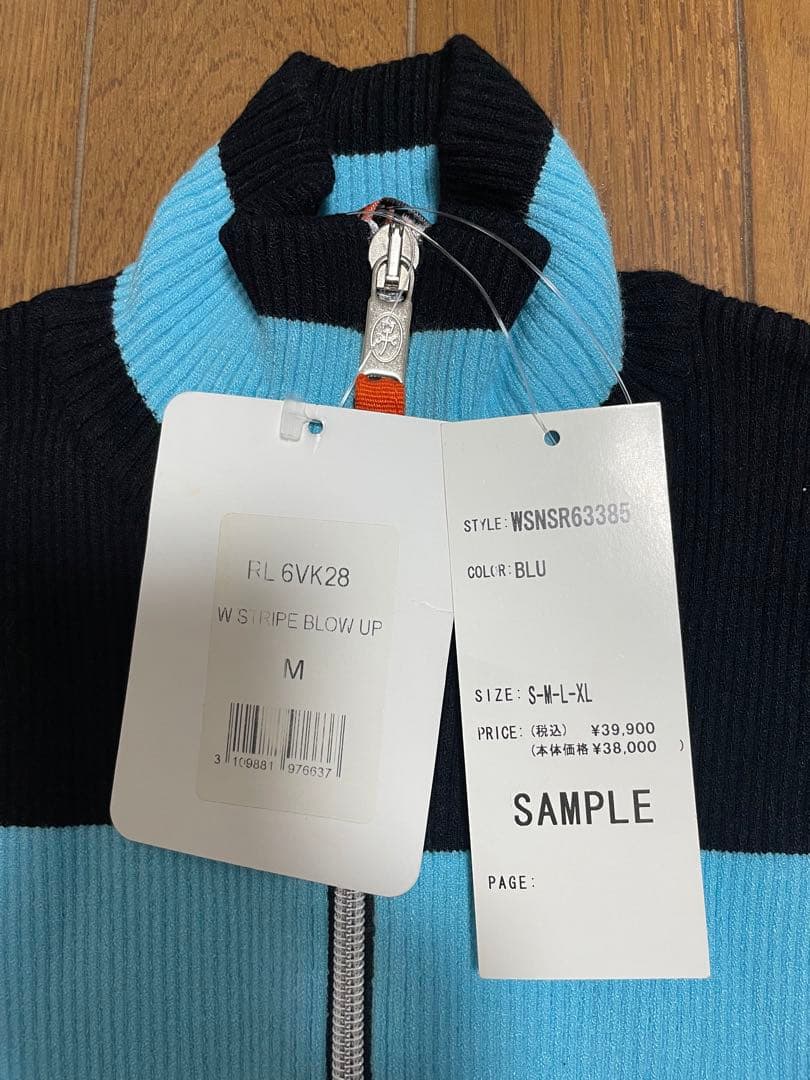 RL 6VK28
W STRIPE BLOW UP
M
3 109881 976637
STYLE: WSNSR63385
COLOR: BLU
SIZE: S-M-L-XL
PRICE: (税込) ¥39,900
(本体価格 ¥38,000 )
SAMPLE
PAGE: